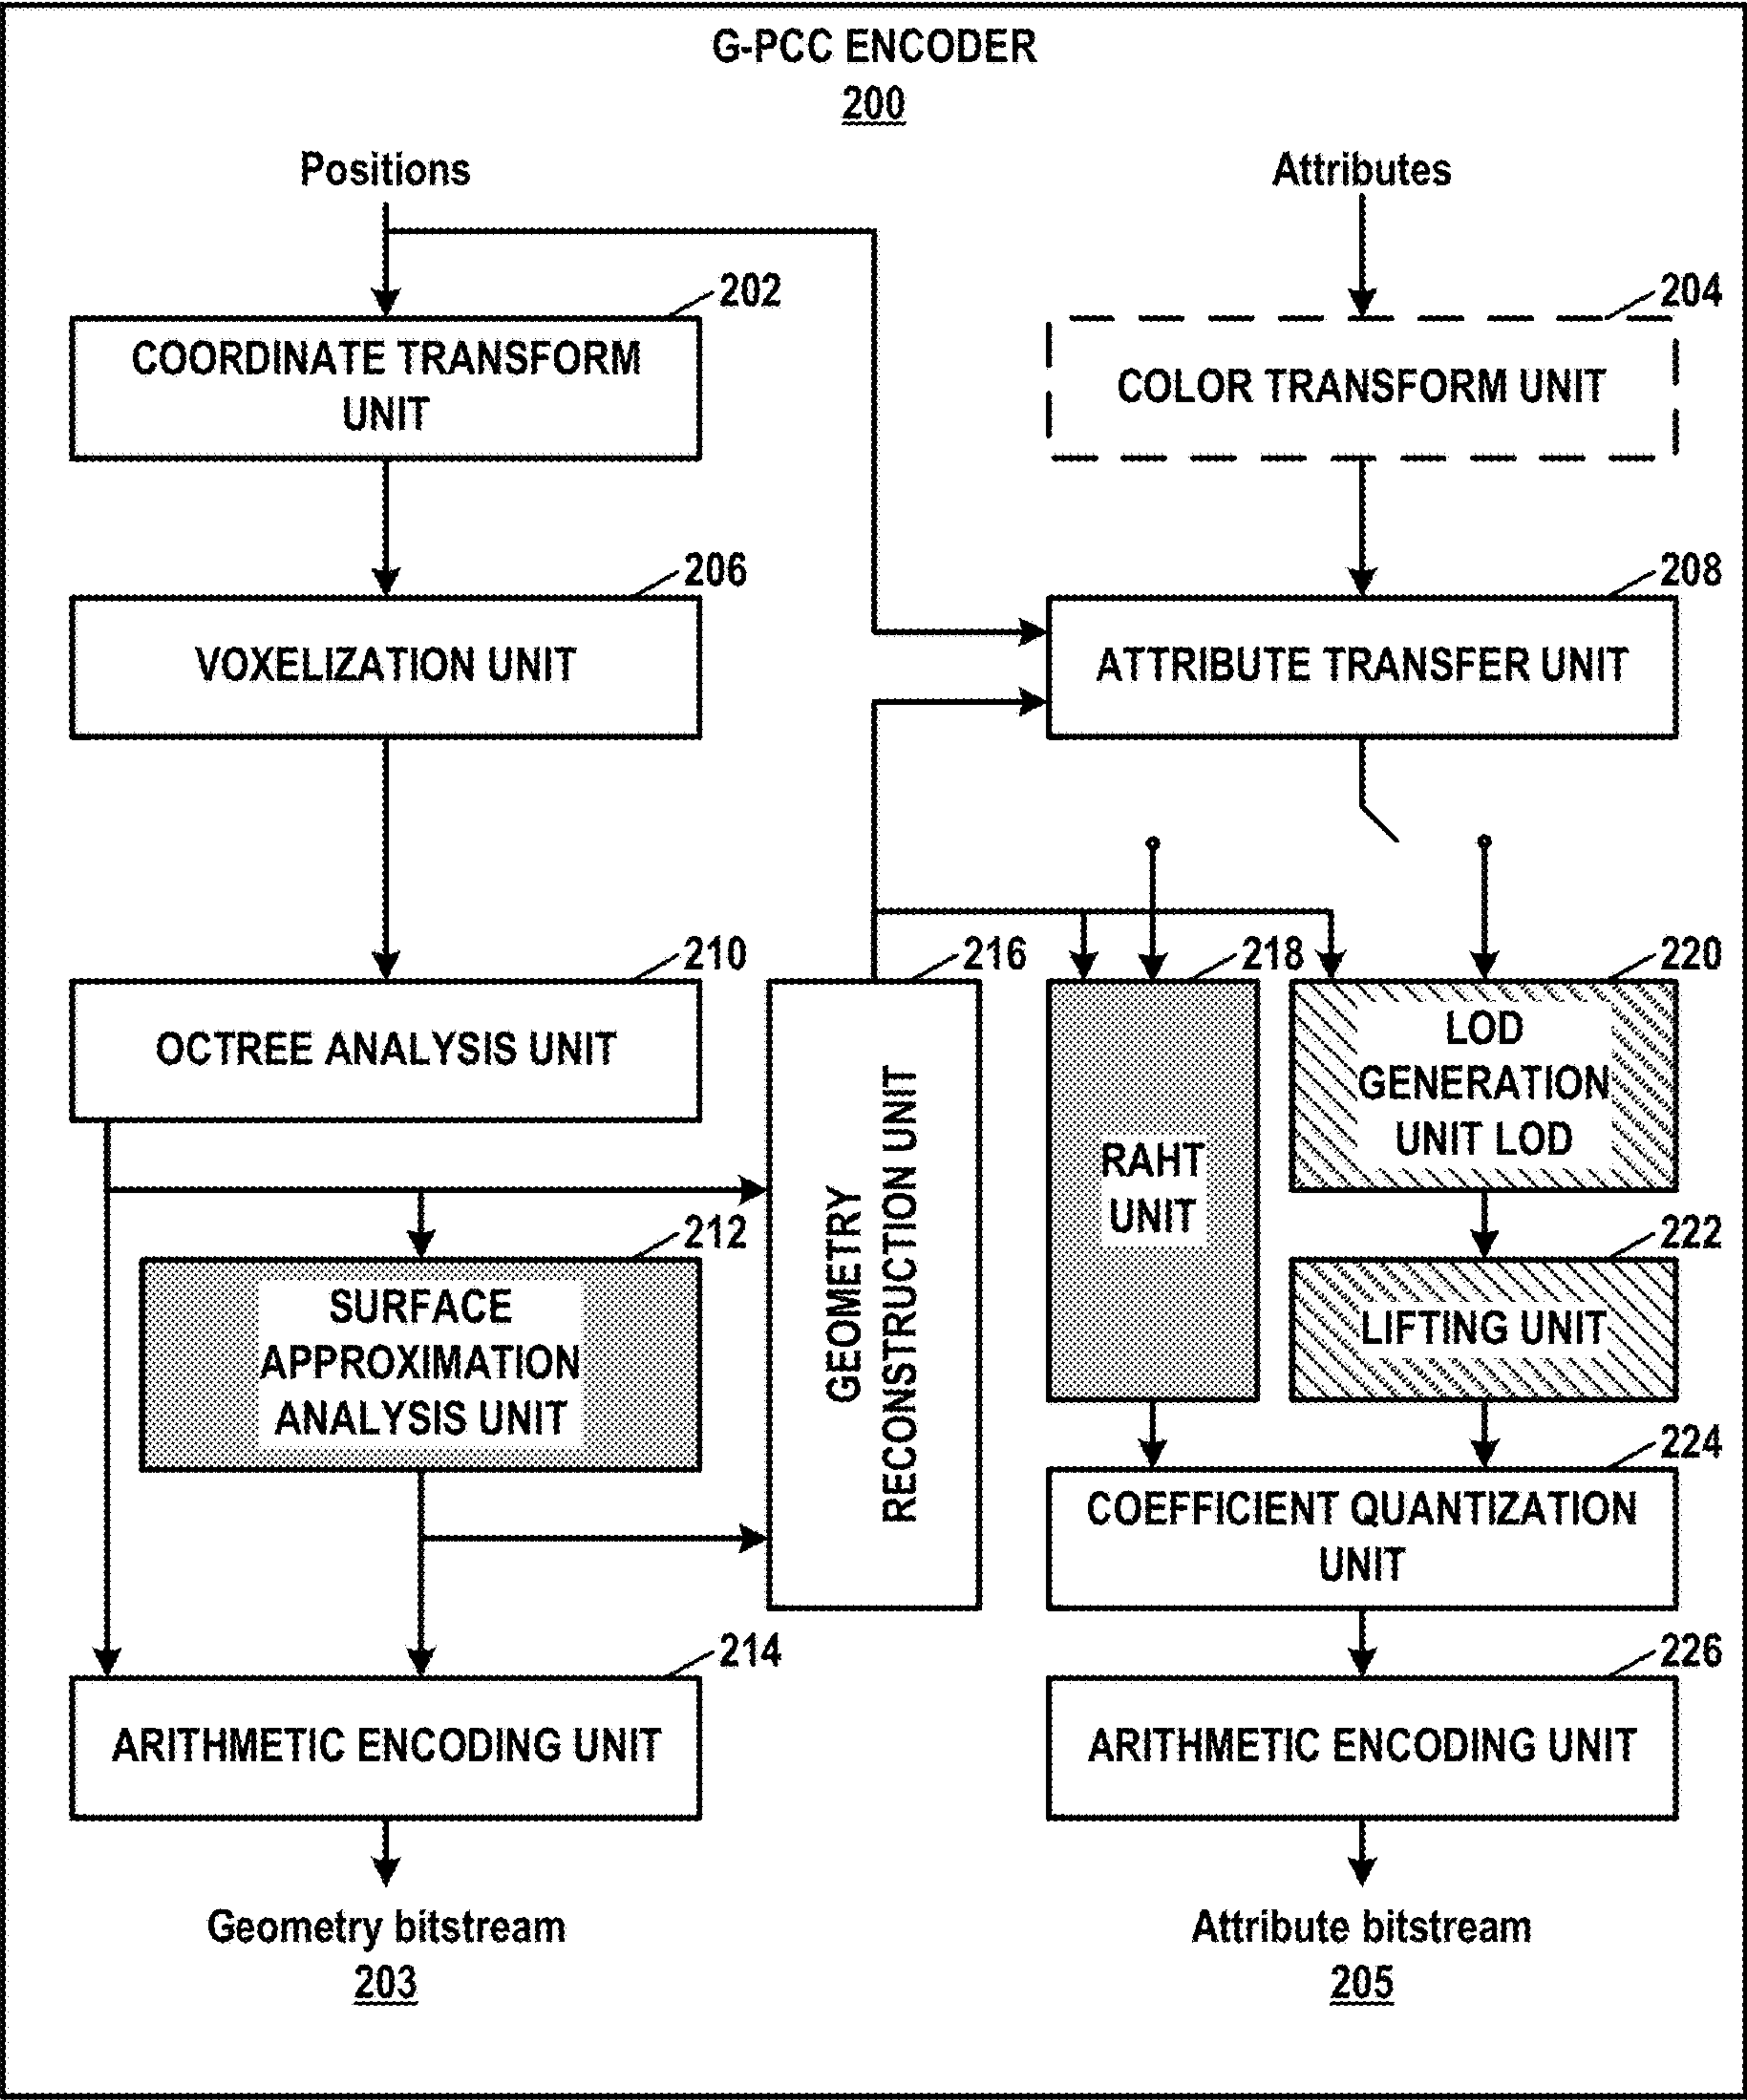 G-PCC ENCODER
200
Positions
Attributes
202
204
COORDINATE TRANSFORM
UNIT
COLOR TRANSFORM UNIT
206
208
VOXELIZATION UNIT
ATTRIBUTE TRANSFER UNIT
210
216
218
220
OCTREE ANALYSIS UNIT
GEOMETRY
RECONSTRUCTION UNIT
RAHT
UNIT
LOD
GENERATION
UNIT LOD
212
222
SURFACE
APPROXIMATION
ANALYSIS UNIT
LIFTING UNIT
224
COEFFICIENT QUANTIZATION
UNIT
214
226
ARITHMETIC ENCODING UNIT
ARITHMETIC ENCODING UNIT
Geometry bitstream
203
Attribute bitstream
205